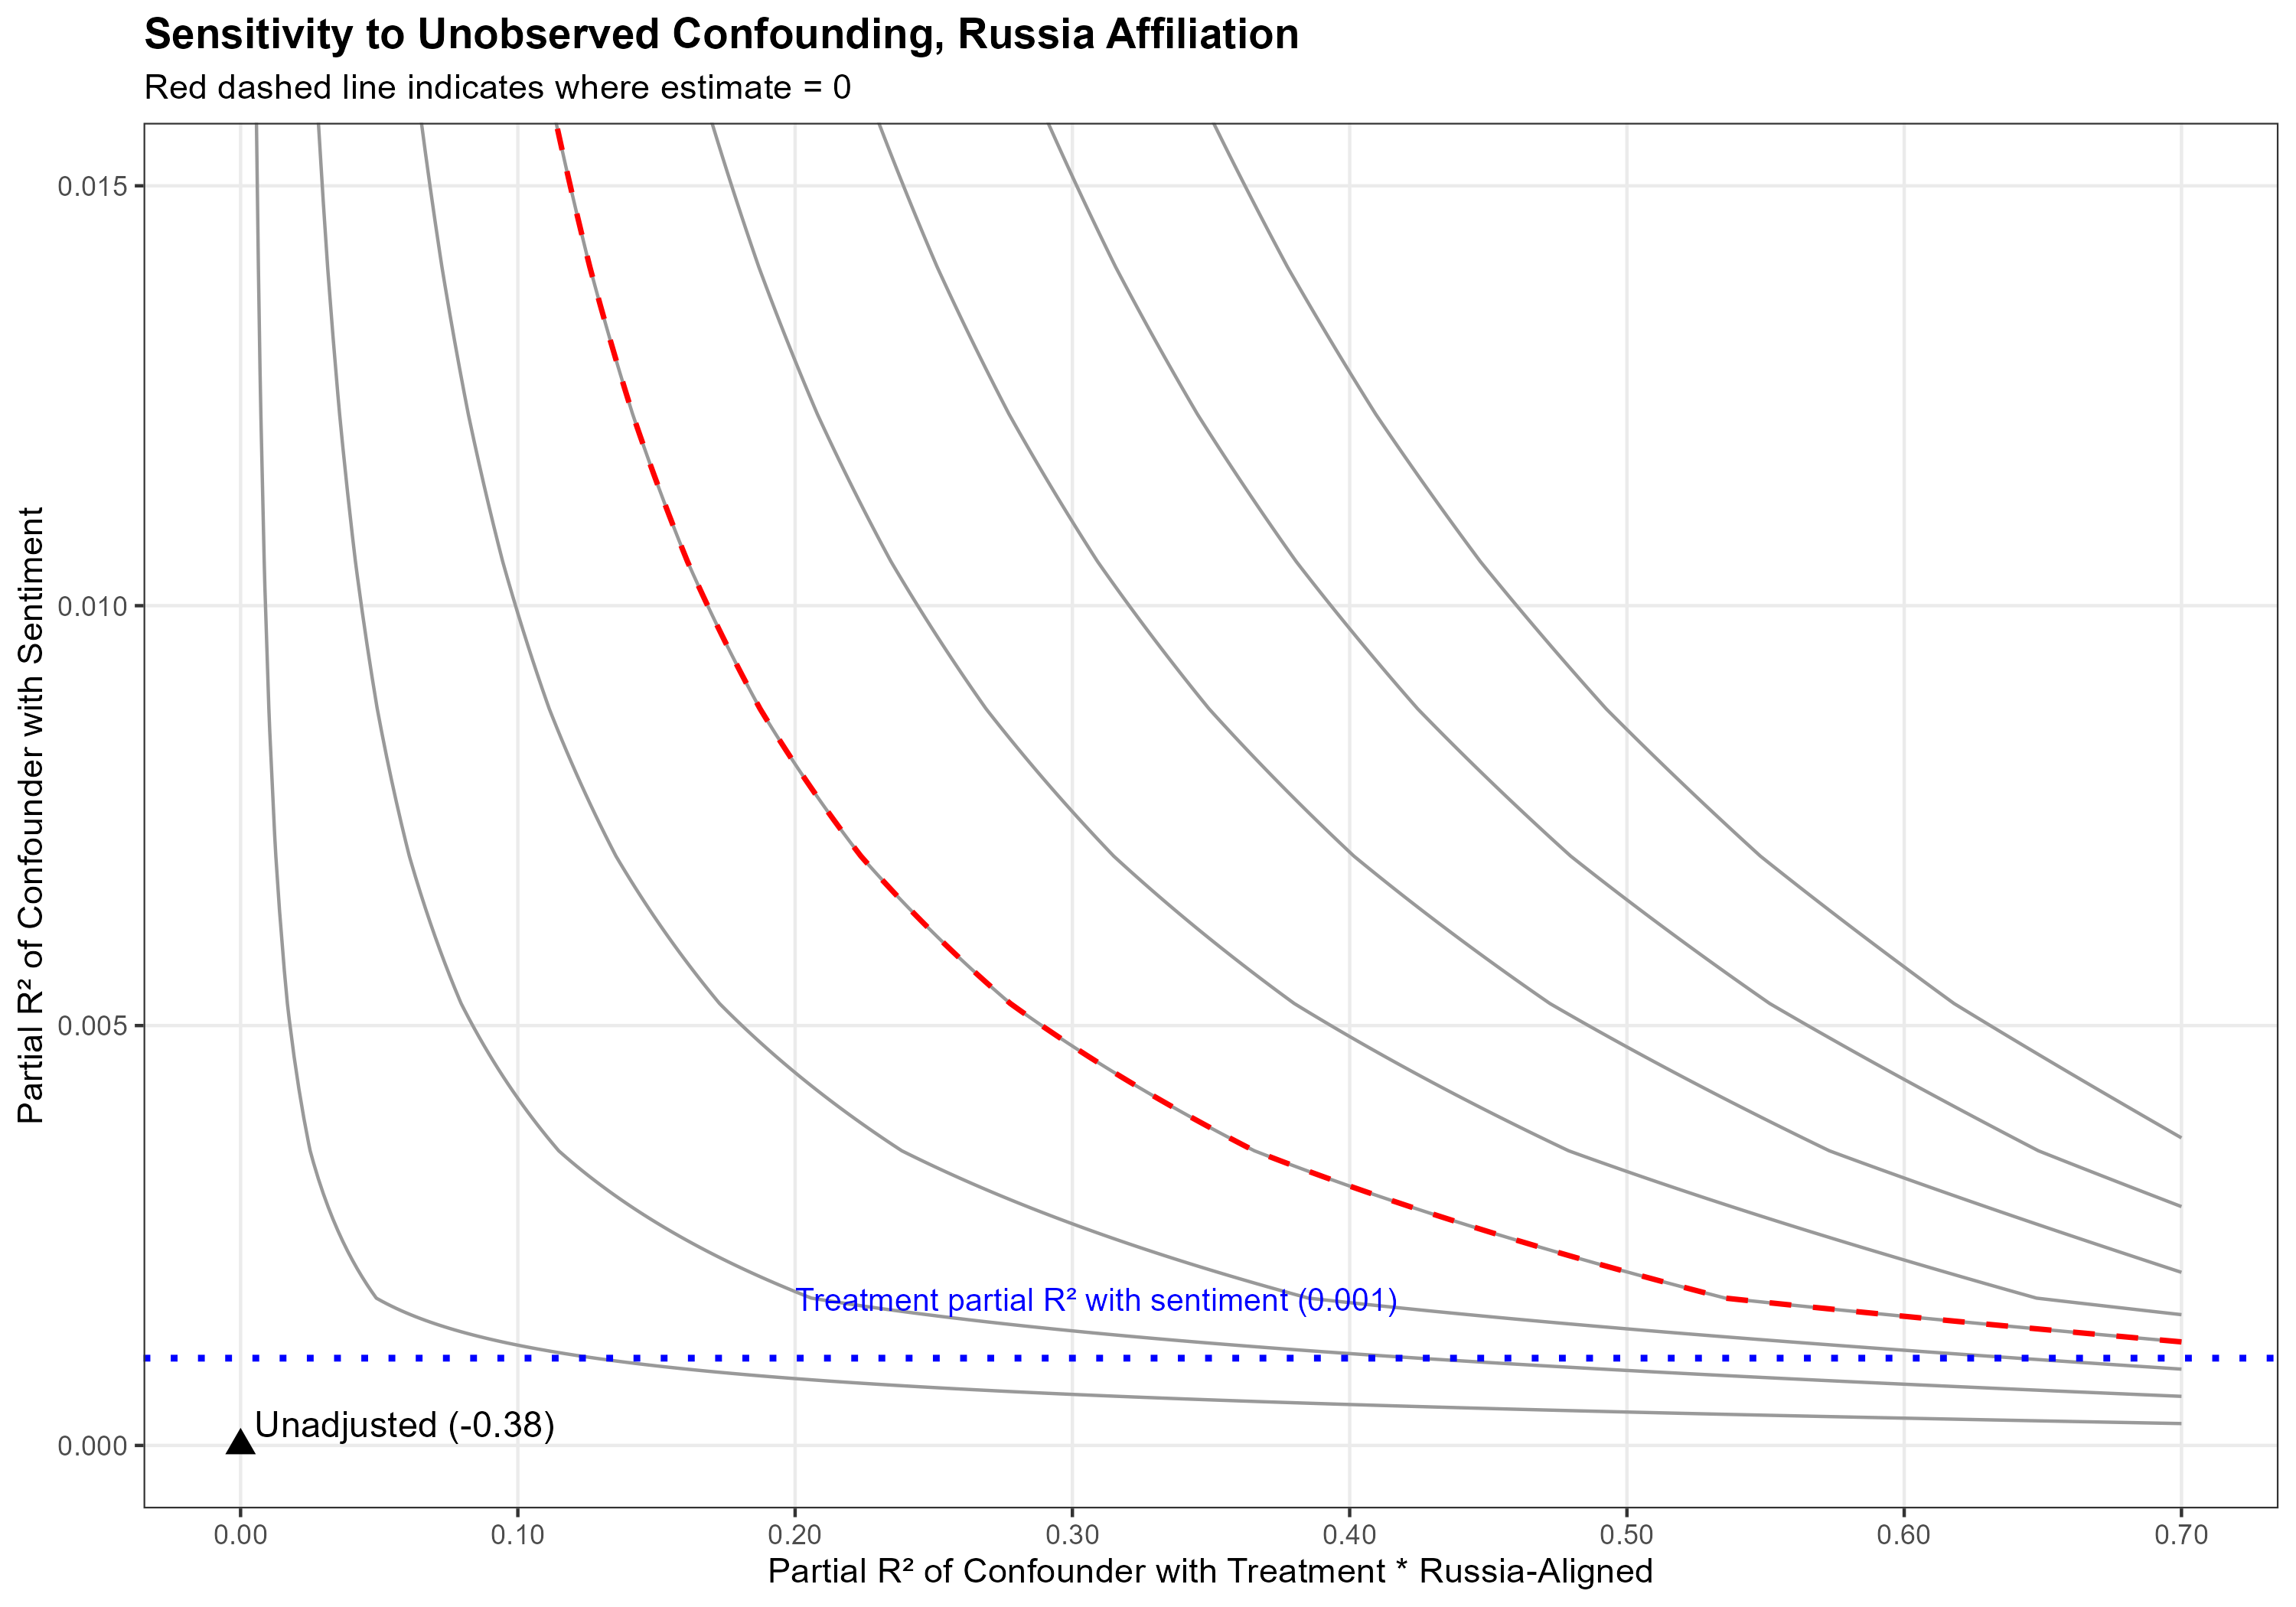 Sensitivity to Unobserved Confounding, Russia Affiliation
Red dashed line indicates where estimate = 0
Partial R² of Confounder with Sentiment
0.015
0.010
0.005
0.000
Treatment partial R² with sentiment (0.001)
Unadjusted (-0.38)
0.00 0.10 0.20 0.30 0.40 0.50 0.60 0.70
Partial R² of Confounder with Treatment * Russia-Aligned